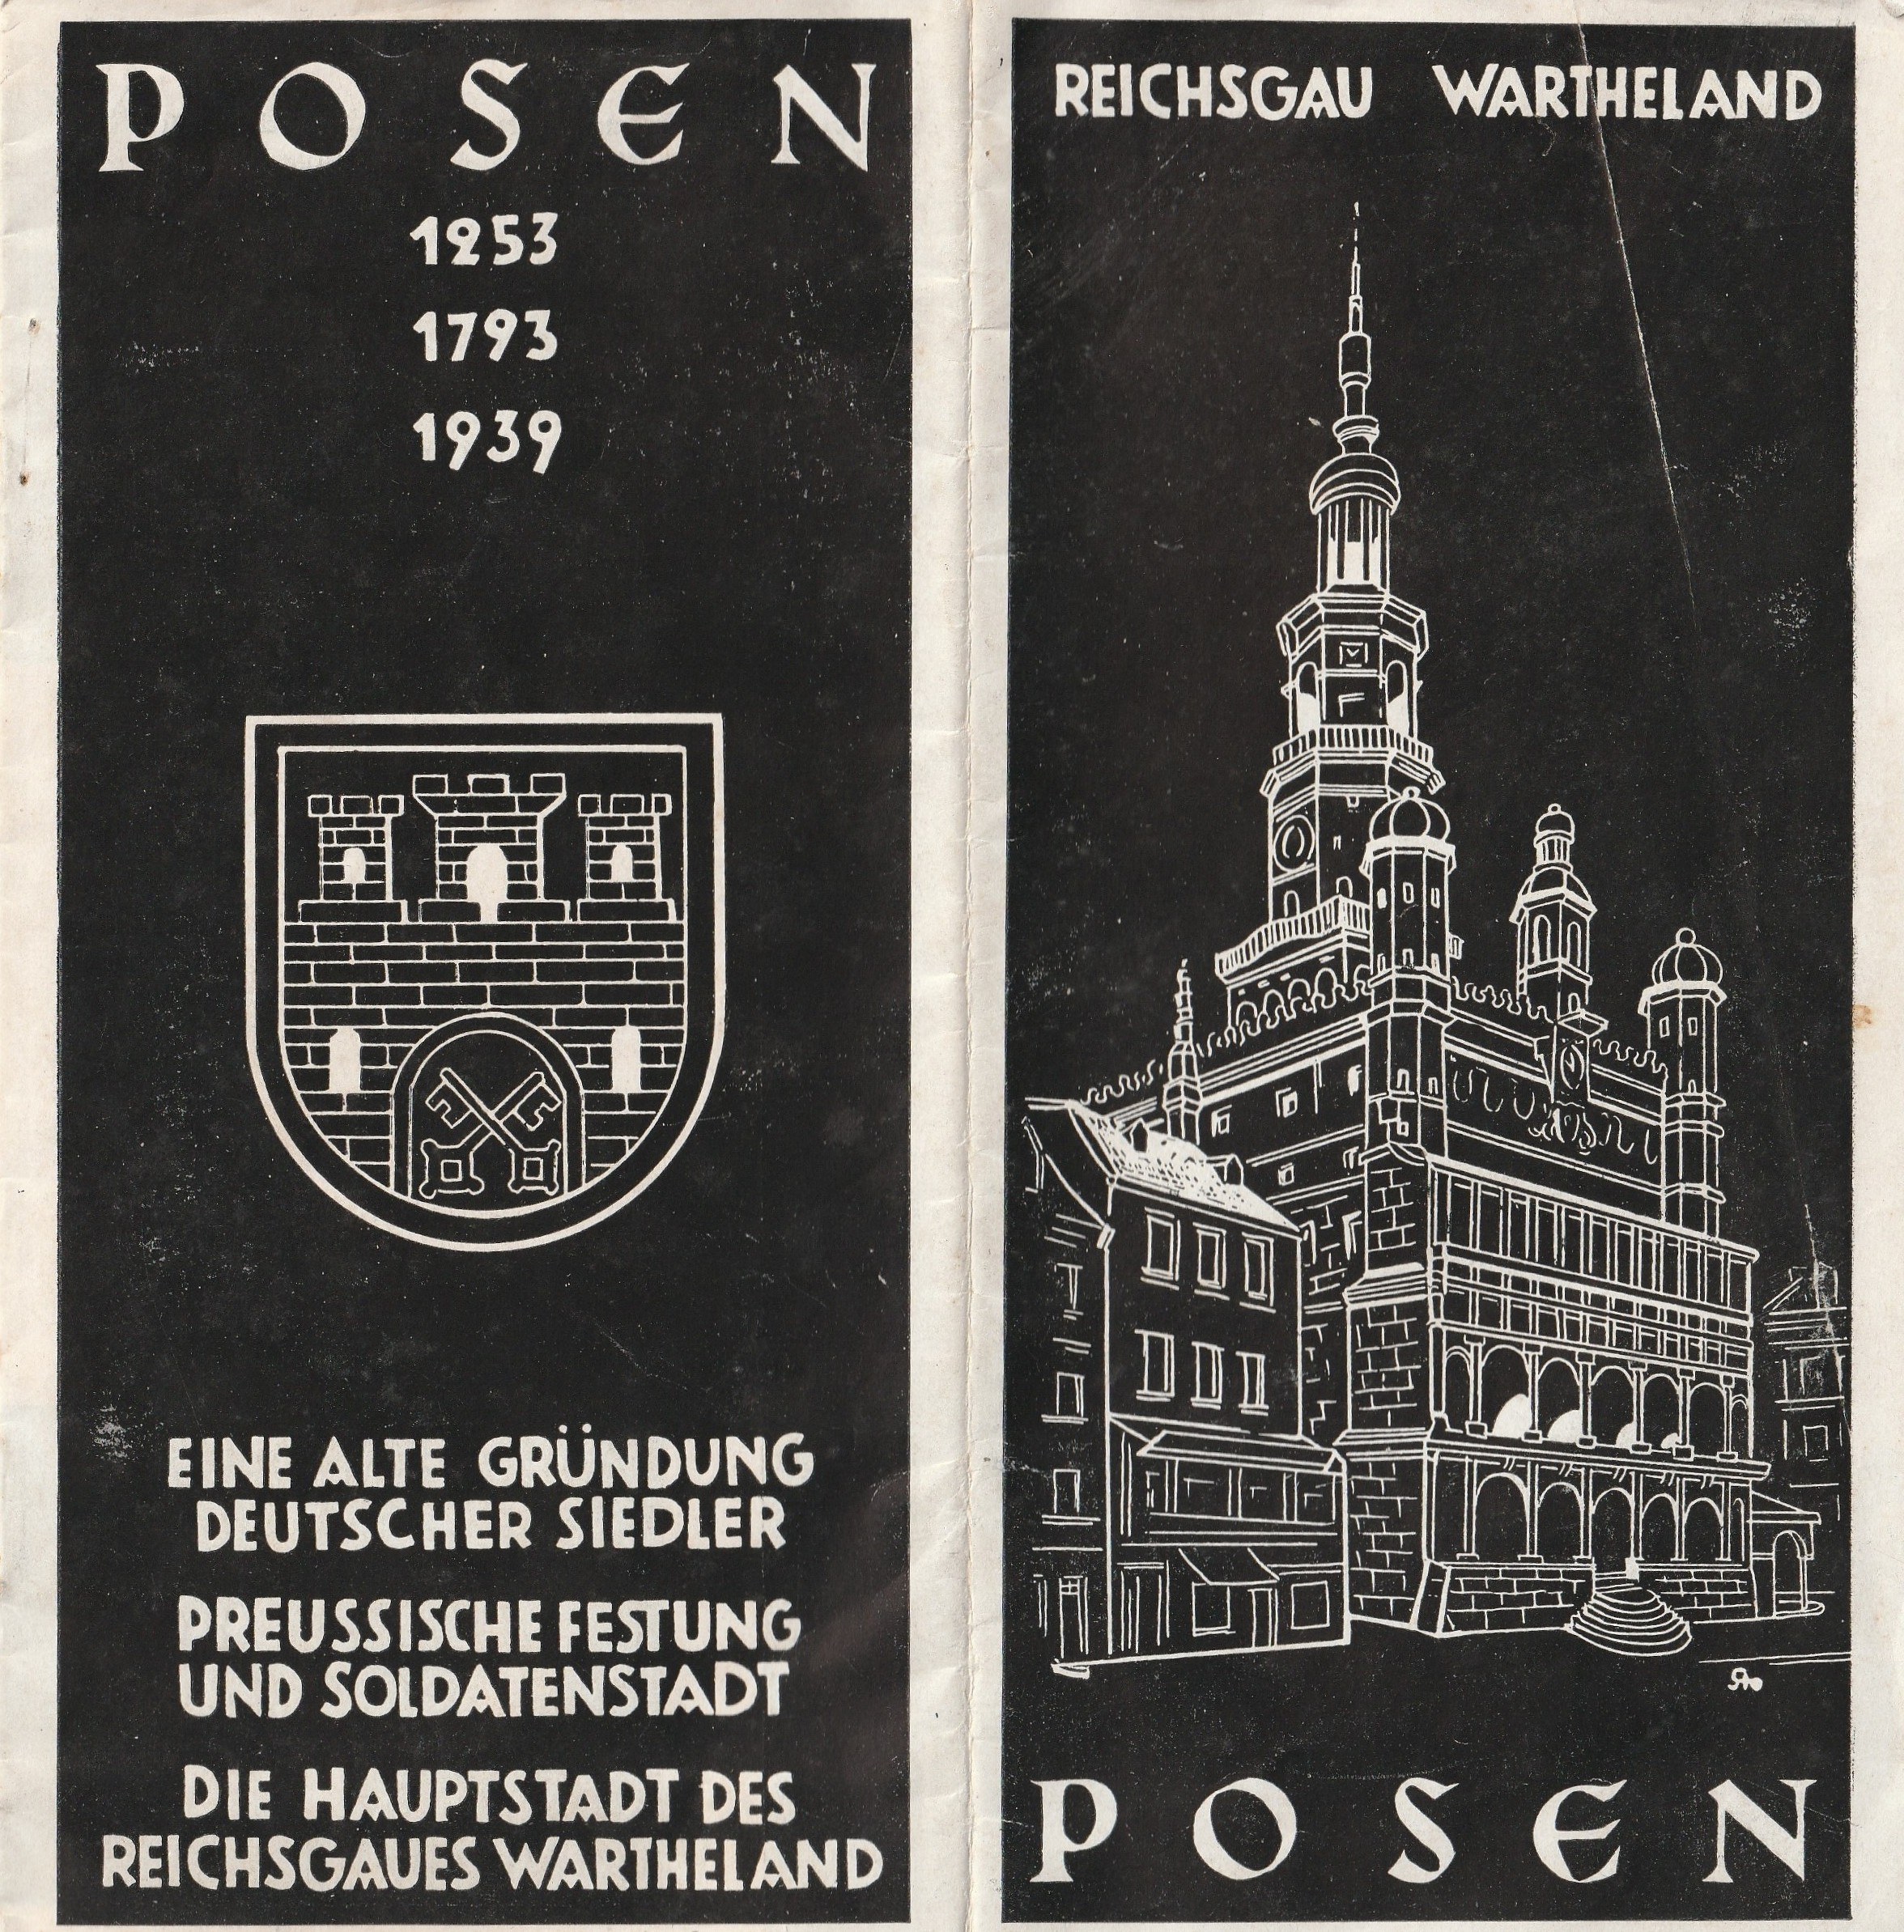 POSEN
1253
1793
1939
EINE ALTE GRÜNDUNG
DEUTSCHER SIEDLER
PREUSSISCHE FESTUNG
UND SOLDATENSTADT
DIE HAUPTSTADT DES
REICHSGAUES WARTHELAND
REICHSGAU WARTHELAND
POSEN